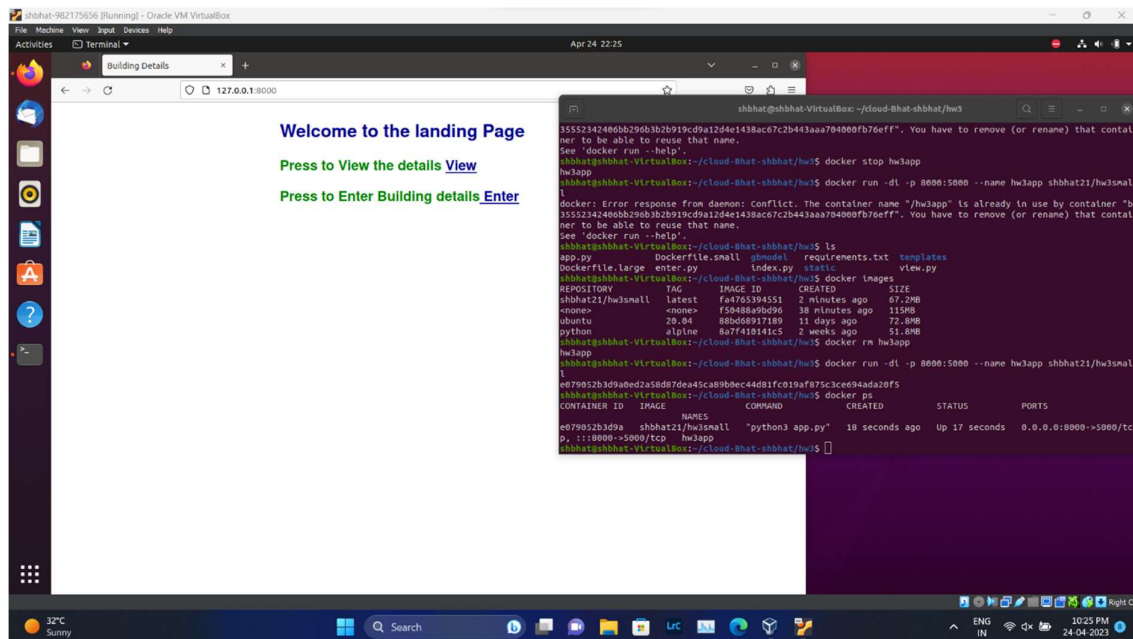 shbhat-982175656 [Running] - Oracle VM VirtualBox
File Machine View Input Devices Help
Activities Terminal Apr 24 22:25
Building Details
127.0.0.1:8000
Welcome to the landing Page
Press to View the details View
Press to Enter Building details Enter
shbhat@shbhat-VirtualBox: ~/cloud-Bhat-shbhat/hw3
35552342406bb296b3b2b919cd9a12d4e1438ac67c2b443aaa704000fb76eff". You have to remove (or rename) that contai
ner to be able to reuse that name.
See 'docker run --help'.
shbhat@shbhat-VirtualBox:~/cloud-Bhat-shbhat/hw3$ docker stop hw3app
hw3app
shbhat@shbhat-VirtualBox:~/cloud-Bhat-shbhat/hw3$ docker run -di -p 8000:5000 --name hw3app shbhat21/hw3smal
l
docker: Error response from daemon: Conflict. The container name "/hw3app" is already in use by container "b
35552342406bb296b3b2b919cd9a12d4e1438ac67c2b443aaa704000fb76eff". You have to remove (or rename) that contai
ner to be able to reuse that name.
See 'docker run --help'.
shbhat@shbhat-VirtualBox:~/cloud-Bhat-shbhat/hw3$ ls
app.py Dockerfile.small gbmodel requirements.txt templates
Dockerfile.large enter.py index.py static view.py
shbhat@shbhat-VirtualBox:~/cloud-Bhat-shbhat/hw3$ docker images
REPOSITORY TAG IMAGE ID CREATED SIZE
shbhat21/hw3small latest fa4765394551 2 minutes ago 67.2MB
<none> <none> f50488a9bd96 38 minutes ago 115MB
ubuntu 20.04 88bd68917189 11 days ago 72.8MB
python alpine 8a7f410141c5 2 weeks ago 51.8MB
shbhat@shbhat-VirtualBox:~/cloud-Bhat-shbhat/hw3$ docker rm hw3app
hw3app
shbhat@shbhat-VirtualBox:~/cloud-Bhat-shbhat/hw3$ docker run -di -p 8000:5000 --name hw3app shbhat21/hw3smal
l
e079052b3d9a0ed2a58d87dea45ca89b0ec44d81fc019af875c3ce694ada20f5
shbhat@shbhat-VirtualBox:~/cloud-Bhat-shbhat/hw3$ docker ps
CONTAINER ID IMAGE COMMAND CREATED STATUS PORTS
NAMES
e079052b3d9a shbhat21/hw3small "python3 app.py" 18 seconds ago Up 17 seconds 0.0.0.0:8000->5000/tc
p, :::8000->5000/tcp hw3app
shbhat@shbhat-VirtualBox:~/cloud-Bhat-shbhat/hw3$
Right C
32°C
Sunny
Search
LrC
ENG
IN
10:25 PM
24-04-2023